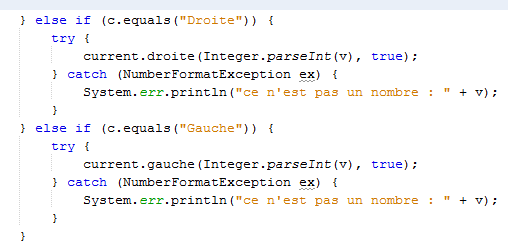 } else if (c.equals("Droite")) {
try {
current.droite(Integer.parseInt(v), true);
} catch (NumberFormatException ex) {
System.err.println("ce n'est pas un nombre : " + v);
}
} else if (c.equals("Gauche")) {
try {
current.gauche(Integer.parseInt(v), true);
} catch (NumberFormatException ex) {
System.err.println("ce n'est pas un nombre : " + v);
}
}